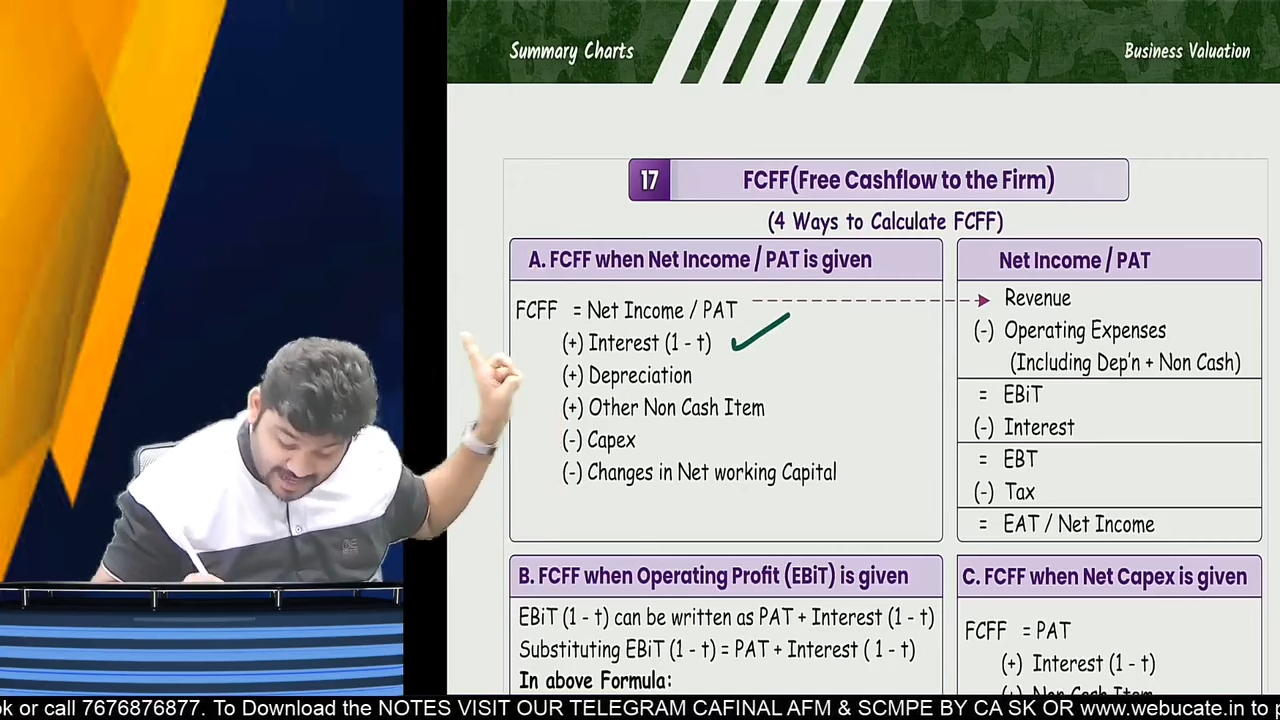 Summary Charts
Business Valuation
17
FCFF(Free Cashflow to the Firm)
(4 Ways to Calculate FCFF)
A. FCFF when Net Income / PAT is given
FCFF = Net Income / PAT
(+) Interest (1 - t)
(+) Depreciation
(+) Other Non Cash Item
(-) Capex
(-) Changes in Net working Capital
Net Income / PAT
Revenue
(-) Operating Expenses
(Including Dep'n + Non Cash)
= EBiT
(-) Interest
= EBT
(-) Tax
= EAT / Net Income
B. FCFF when Operating Profit (EBiT) is given
EBiT (1 - t) can be written as PAT + Interest (1 - t)
Substituting EBiT (1 - t) = PAT + Interest ( 1 - t)
In above Formula:
C. FCFF when Net Capex is given
FCFF = PAT
(+) Interest (1 - t)
(+) Non Cash Item
ok or call 7676876877. To Download the NOTES VISIT OUR TELEGRAM CAFINAL AFM & SCMPE BY CA SK OR www.webucate.in to p